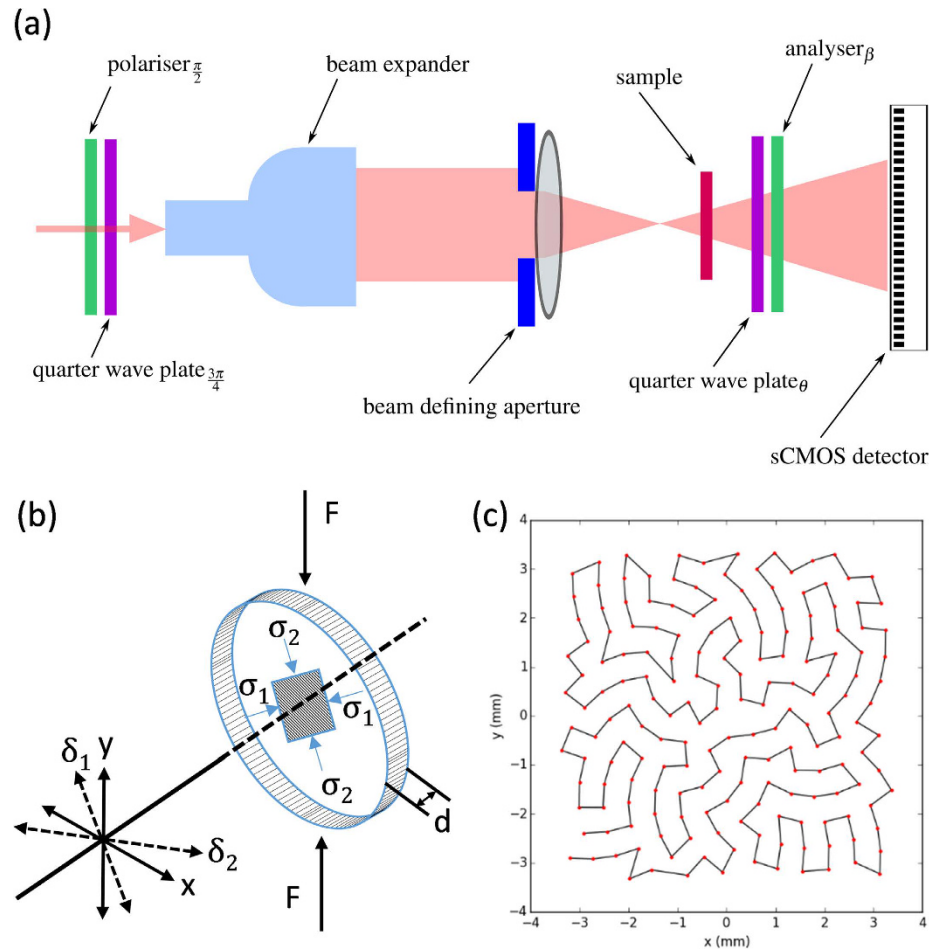 (a)
polariser π/2
beam expander
sample
analyser β
quarter wave plate 3π/4
beam defining aperture
quarter wave plate θ
sCMOS detector
(b)
F
σ2
σ1
σ1
σ2
d
y
δ1
δ2
x
F
(c)
4
3
2
1
0
−1
−2
−3
−4
y (mm)
−4 −3 −2 −1 0 1 2 3 4
x (mm)